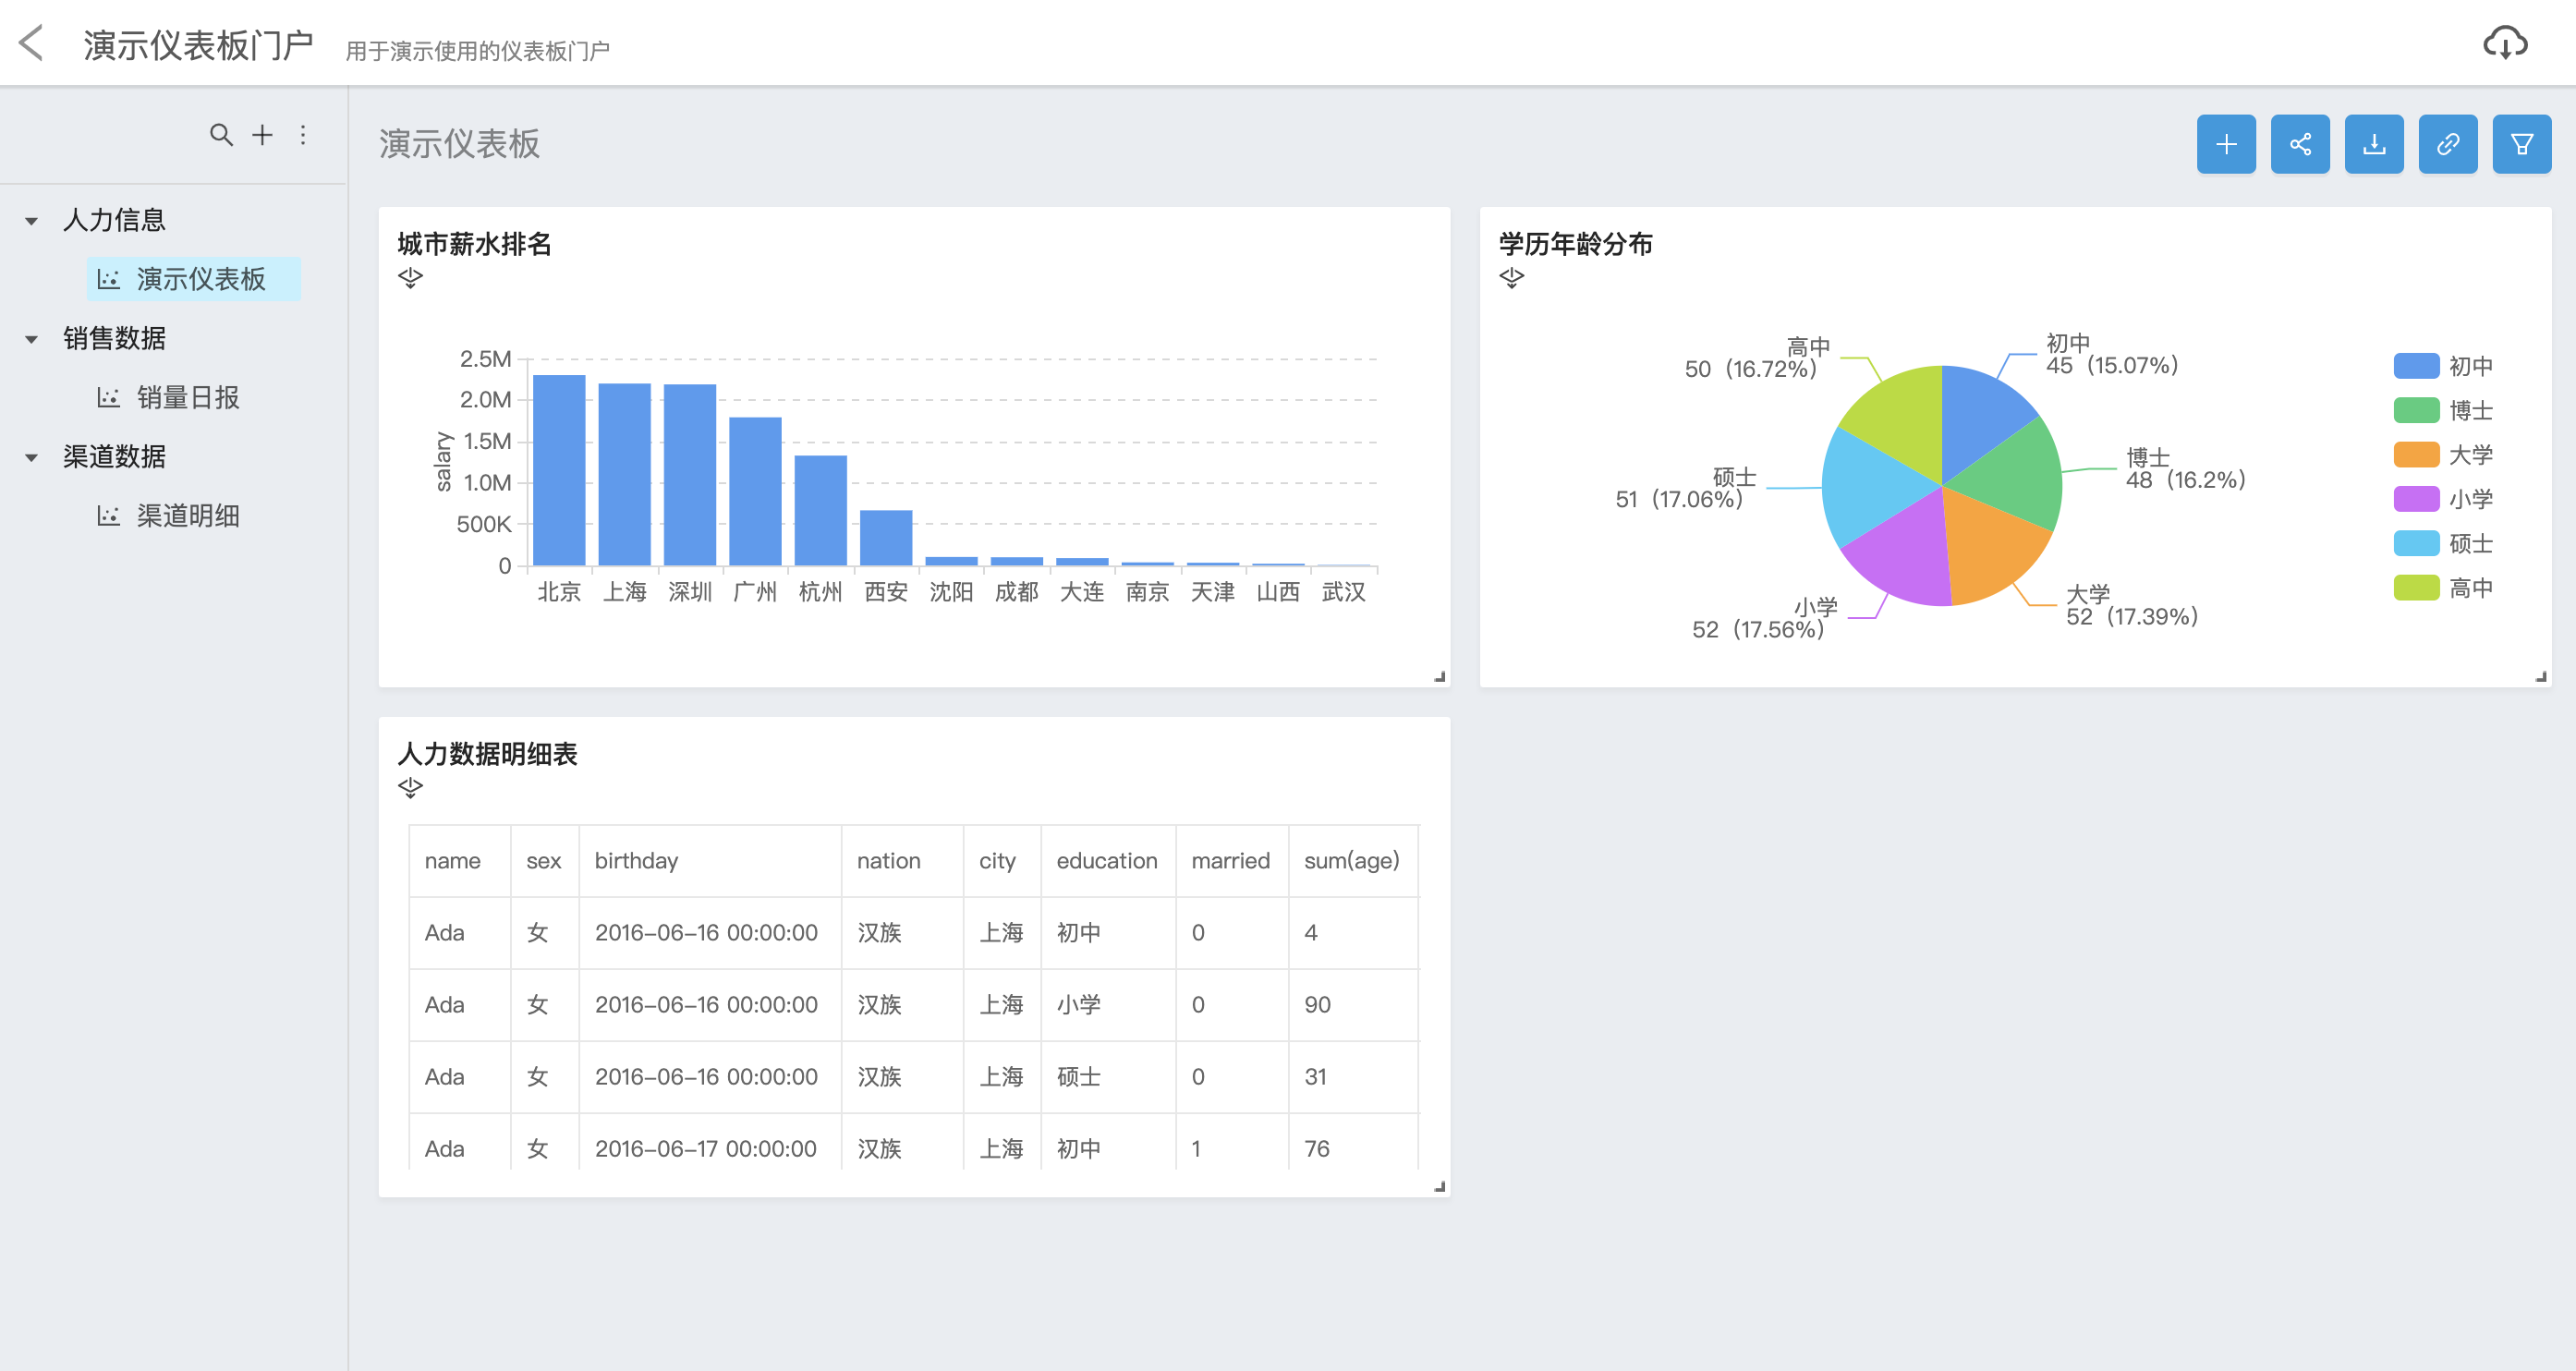 演示仪表板门户 用于演示使用的仪表板门户
人力信息
演示仪表板
销售数据
销量日报
渠道数据
渠道明细
演示仪表板
城市薪水排名
salary
2.5M
2.0M
1.5M
1.0M
500K
0
北京 上海 深圳 广州 杭州 西安 沈阳 成都 大连 南京 天津 山西 武汉
学历年龄分布
高中
50（16.72%）
初中
45（15.07%）
硕士
51（17.06%）
博士
48（16.2%）
小学
52（17.56%）
大学
52（17.39%）
初中
博士
大学
小学
硕士
高中
人力数据明细表
name sex birthday nation city education married sum(age)
Ada 女 2016-06-16 00:00:00 汉族 上海 初中 0 4
Ada 女 2016-06-16 00:00:00 汉族 上海 小学 0 90
Ada 女 2016-06-16 00:00:00 汉族 上海 硕士 0 31
Ada 女 2016-06-17 00:00:00 汉族 上海 初中 1 76